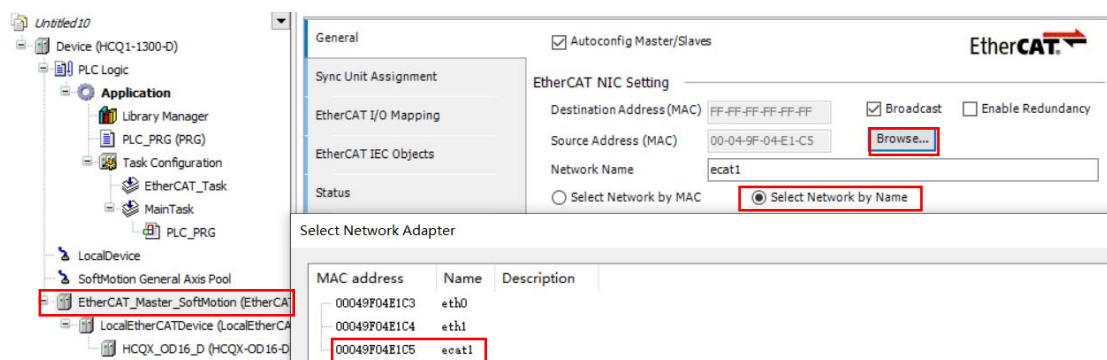 Untitled10
Device (HCQ1-1300-D)
PLC Logic
Application
Library Manager
PLC_PRG (PRG)
Task Configuration
EtherCAT_Task
MainTask
PLC_PRG
LocalDevice
SoftMotion General Axis Pool
EtherCAT_Master_SoftMotion (EtherCAT
LocalEtherCATDevice (LocalEtherCA
HCQX_OD16_D (HCQX-OD16-D
General
Sync Unit Assignment
EtherCAT I/O Mapping
EtherCAT IEC Objects
Status
Autoconfig Master/Slaves
EtherCAT
EtherCAT NIC Setting
Destination Address (MAC) FF-FF-FF-FF-FF-FF Broadcast Enable Redundancy
Source Address (MAC) 00-04-9F-04-E1-C5 Browse...
Network Name ecat1
Select Network by MAC Select Network by Name
Select Network Adapter
MAC address Name Description
00049F04E1C3 eth0
00049F04E1C4 eth1
00049F04E1C5 ecat1